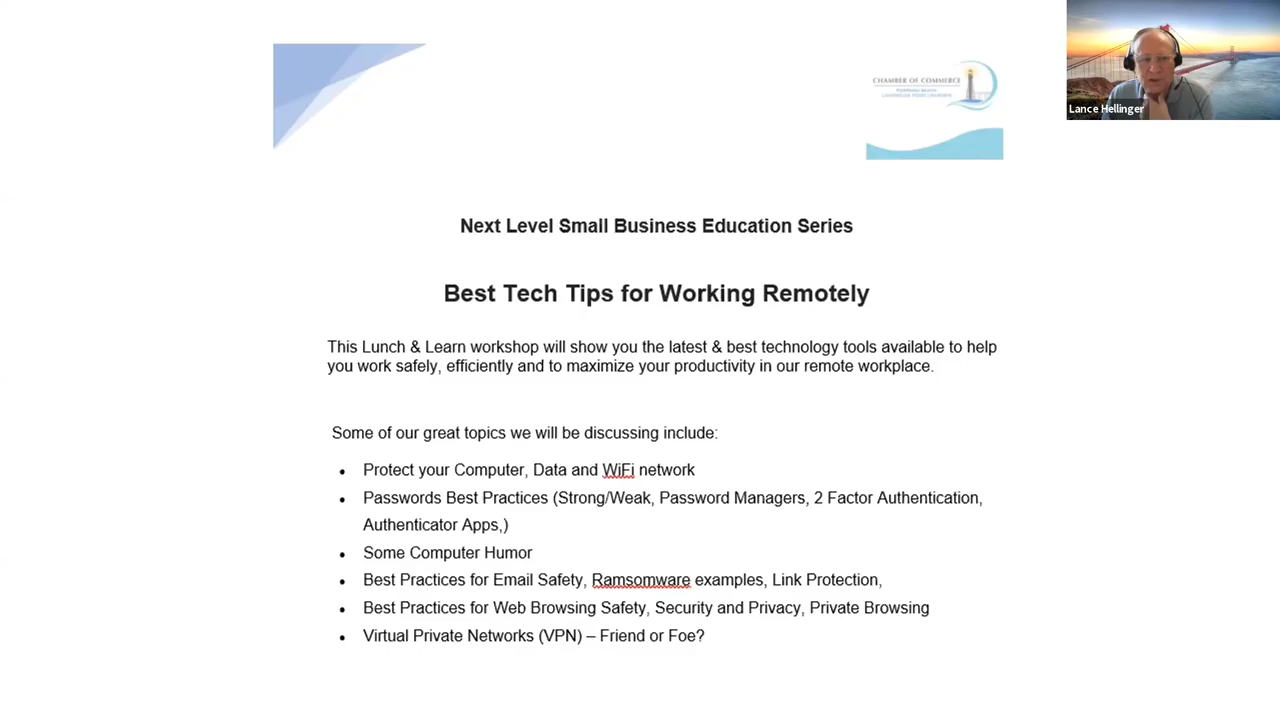 CHAMBER OF COMMERCE
POMPANO BEACH
Lance Hellinger
Next Level Small Business Education Series
Best Tech Tips for Working Remotely
This Lunch & Learn workshop will show you the latest & best technology tools available to help
you work safely, efficiently and to maximize your productivity in our remote workplace.
Some of our great topics we will be discussing include:
• Protect your Computer, Data and WiFi network
• Passwords Best Practices (Strong/Weak, Password Managers, 2 Factor Authentication,
Authenticator Apps,)
• Some Computer Humor
• Best Practices for Email Safety, Ramsomware examples, Link Protection,
• Best Practices for Web Browsing Safety, Security and Privacy, Private Browsing
• Virtual Private Networks (VPN) – Friend or Foe?